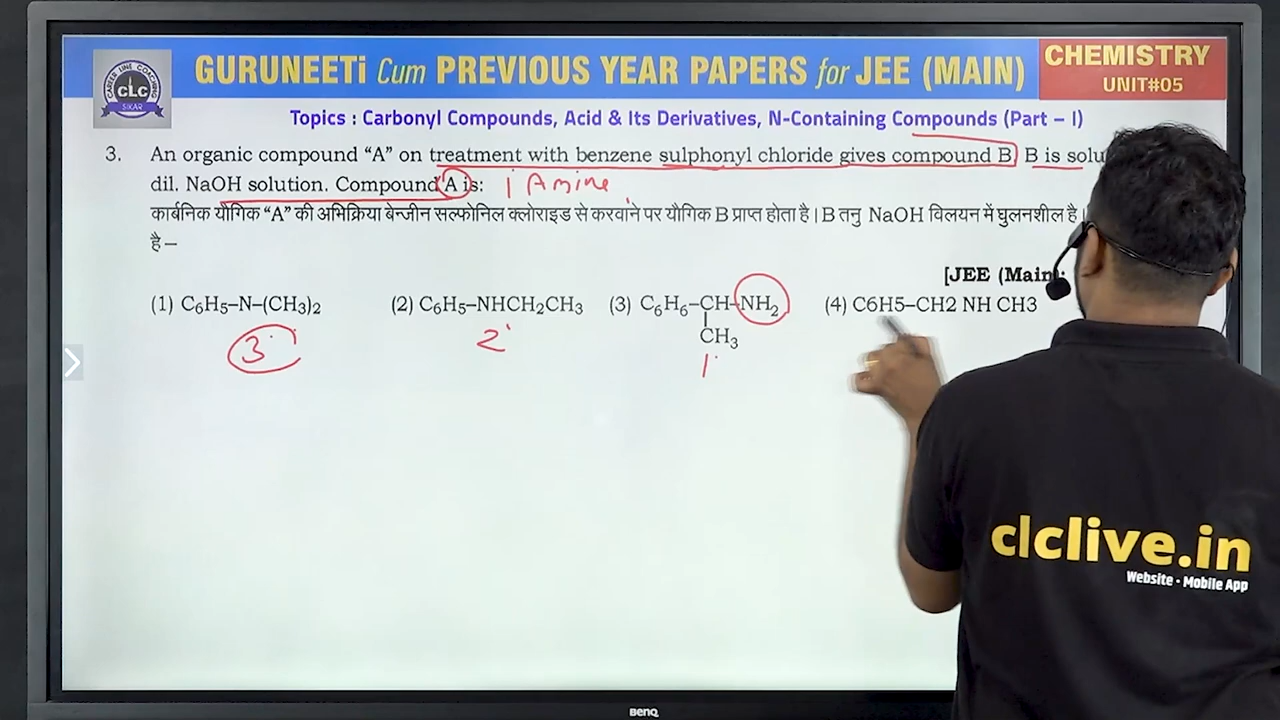 GURUNEETi Cum PREVIOUS YEAR PAPERS for JEE (MAIN)
CHEMISTRY
UNIT#05
CLC
SIKAR
Topics : Carbonyl Compounds, Acid & Its Derivatives, N-Containing Compounds (Part – I)
3. An organic compound “A” on treatment with benzene sulphonyl chloride gives compound B. B is
dil. NaOH solution. Compound A is: 1 Amine
कार्बनिक यौगिक “A” की अभिक्रिया बेन्जीन सल्फोनिल क्लोराइड से करवाने पर यौगिक B प्राप्त होता है। B तनु NaOH विलयन में घुलनशील है।
है –
[JEE (Main)
(1) C6H5–N–(CH3)2 (2) C6H5–NHCH2CH3 (3) C6H6–CH–NH2 (4) C6H5–CH2 NH CH3
CH3
3° 2° 1°
clclive.in
Website • Mobile App
BenQ